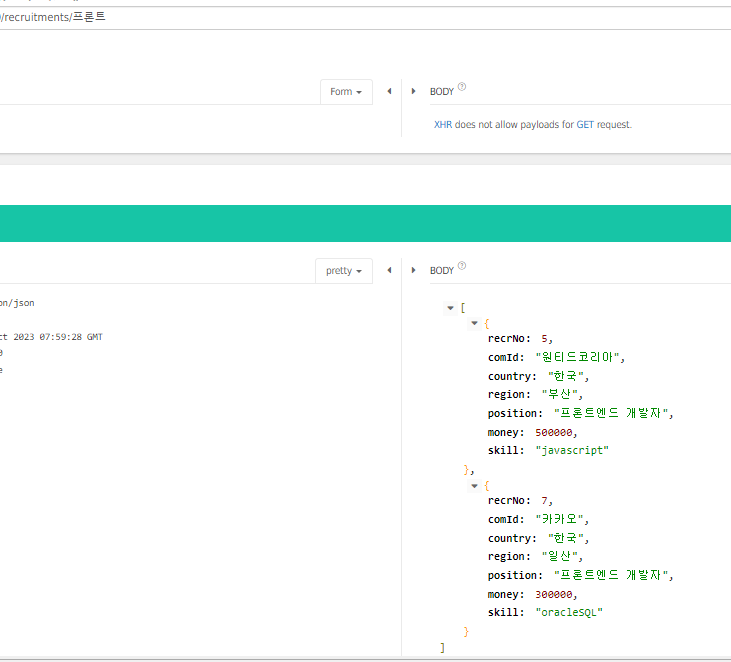 /recruitments/프론트
Form
BODY
XHR does not allow payloads for GET request.
pretty
BODY
on/json
ct 2023 07:59:28 GMT
0
e
[
{
recrNo: 5,
comId: "원티드코리아",
country: "한국",
region: "부산",
position: "프론트엔드 개발자",
money: 500000,
skill: "javascript"
},
{
recrNo: 7,
comId: "카카오",
country: "한국",
region: "일산",
position: "프론트엔드 개발자",
money: 300000,
skill: "oracleSQL"
}
]